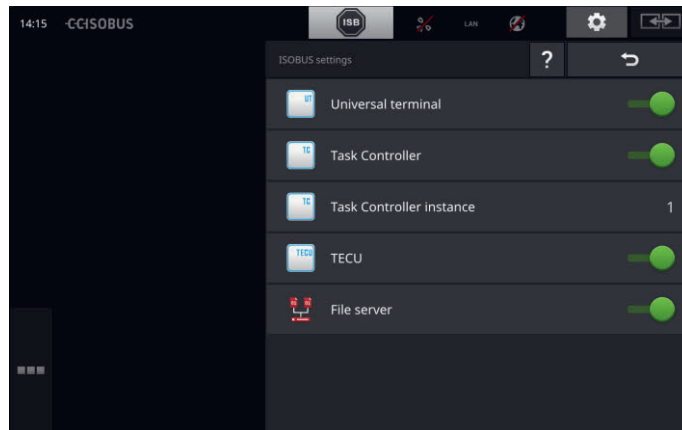 14:15 CCISOBUS ISB LAN
ISOBUS settings ?
UT Universal terminal
TC Task Controller
TC Task Controller instance 1
TECU TECU
File server